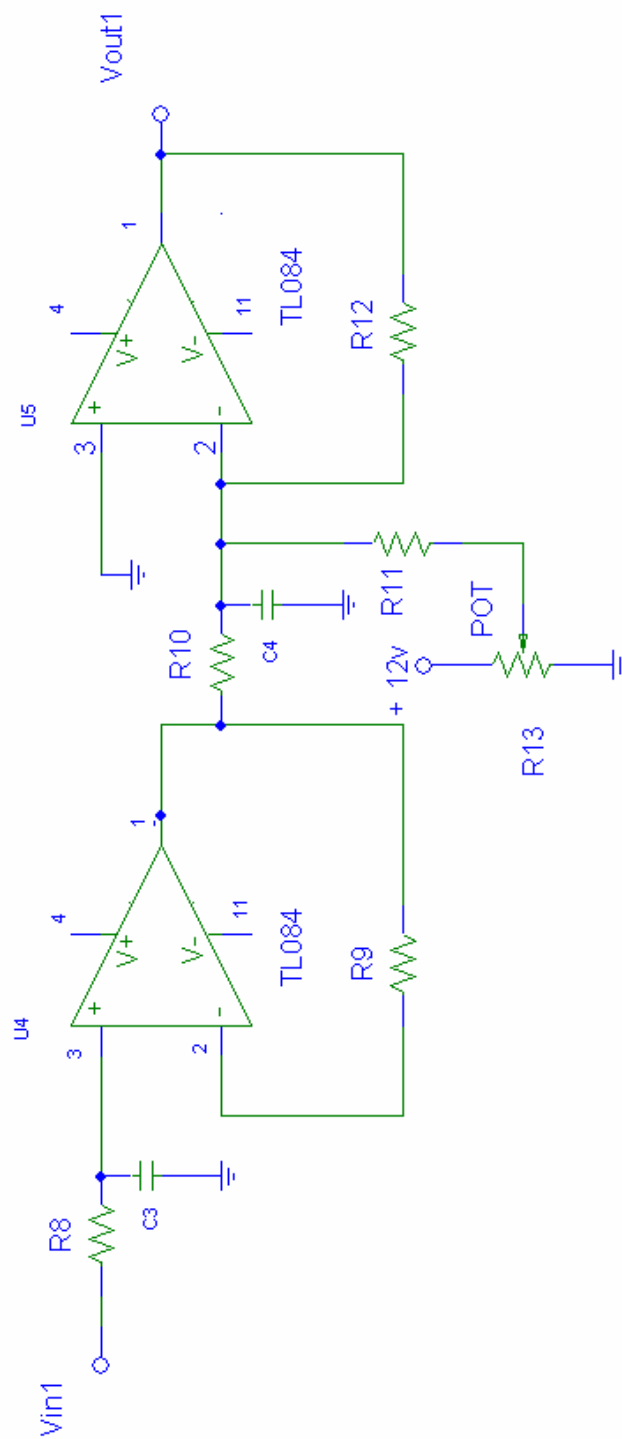 Vin1
R8
C3
U4
3
2
+
-
4
V+
V-
11
TL084
1
R9
R10
C4
+ 12v
R13
POT
R11
U5
3
2
+
-
4
V+
V-
11
TL084
1
R12
Vout1